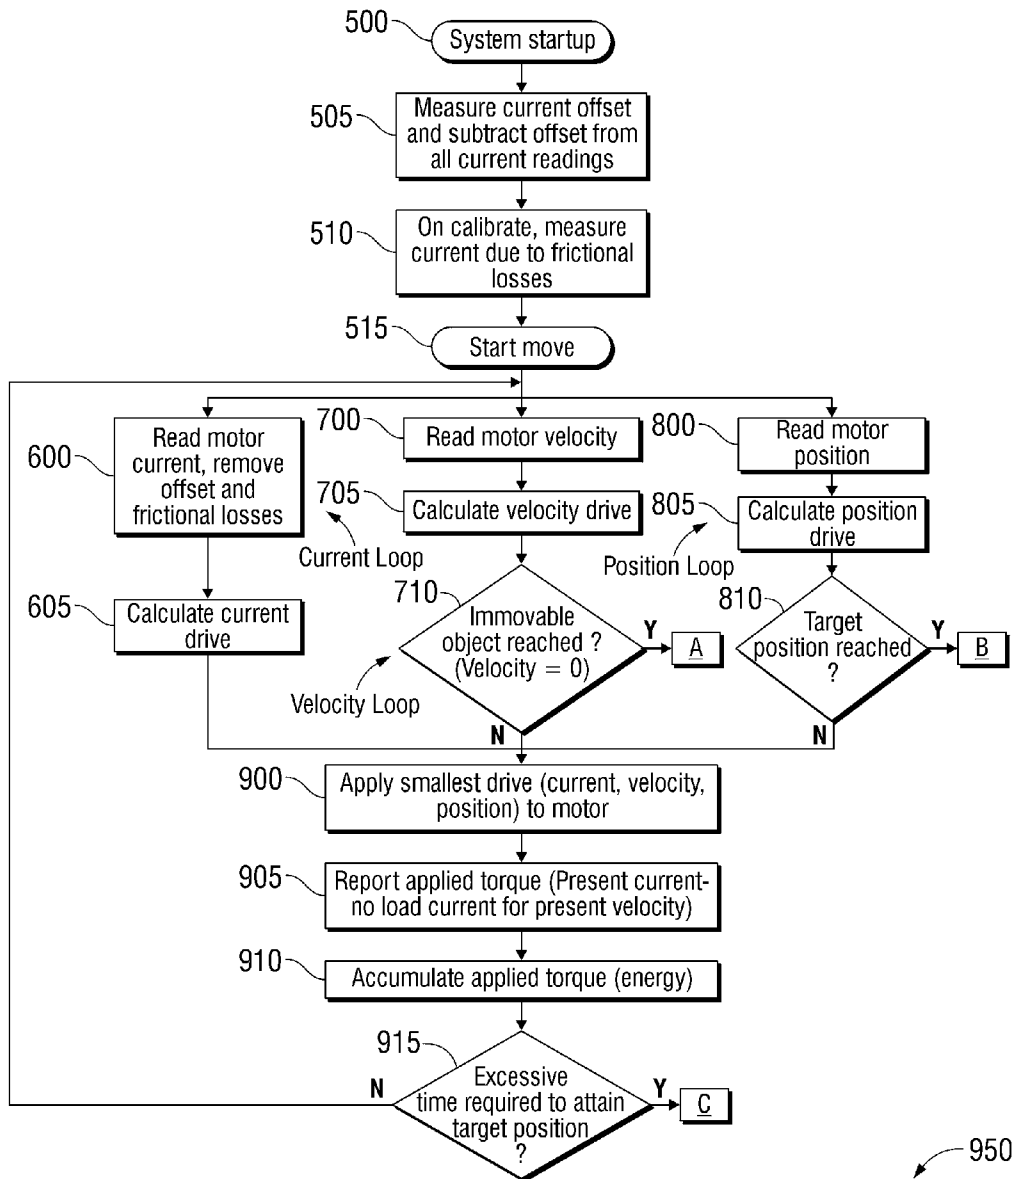 500
System startup
505
Measure current offset
and subtract offset from
all current readings
510
On calibrate, measure
current due to frictional
losses
515
Start move
600
Read motor
current, remove
offset and
frictional losses
Current Loop
605
Calculate current
drive
700
Read motor velocity
705
Calculate velocity drive
710
Immovable
object reached ?
(Velocity = 0)
Y
A
N
Velocity Loop
800
Read motor
position
805
Calculate position
drive
Position Loop
810
Target
position reached
?
Y
B
N
900
Apply smallest drive (current, velocity,
position) to motor
905
Report applied torque (Present current-
no load current for present velocity)
910
Accumulate applied torque (energy)
915
Excessive
time required to attain
target position
?
N
Y
C
950